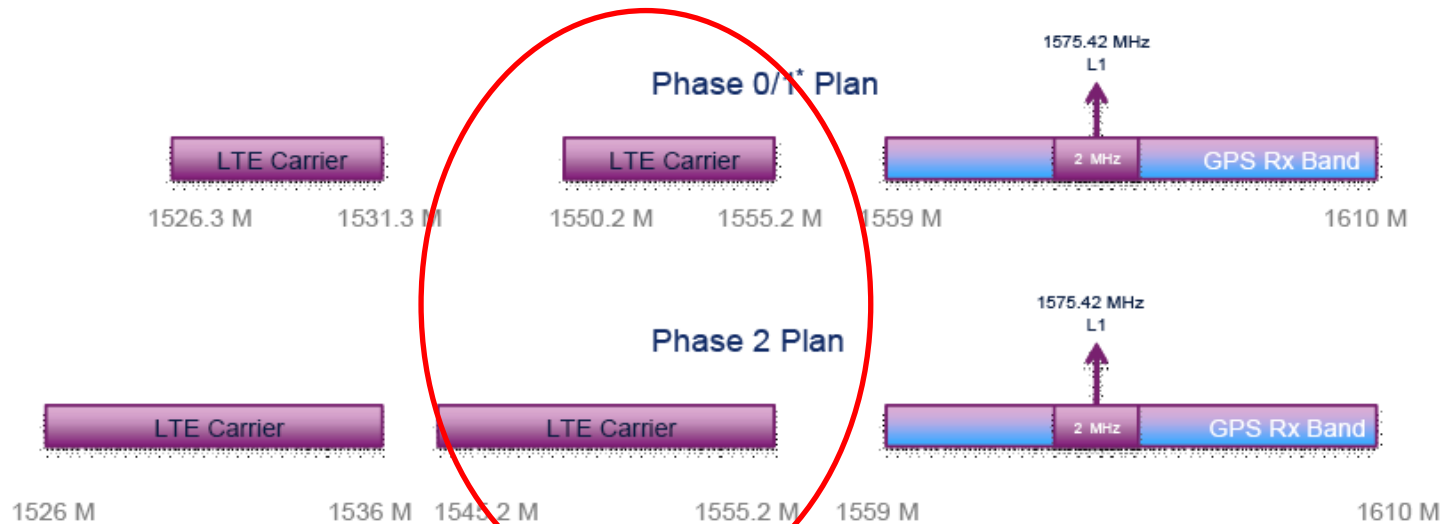 1575.42 MHz
L1
Phase 0/1* Plan
LTE Carrier LTE Carrier 2 MHz GPS Rx Band
1526.3 M 1531.3 M 1550.2 M 1555.2 M 1559 M 1610 M
1575.42 MHz
L1
Phase 2 Plan
LTE Carrier LTE Carrier 2 MHz GPS Rx Band
1526 M 1536 M 1545.2 M 1555.2 M 1559 M 1610 M